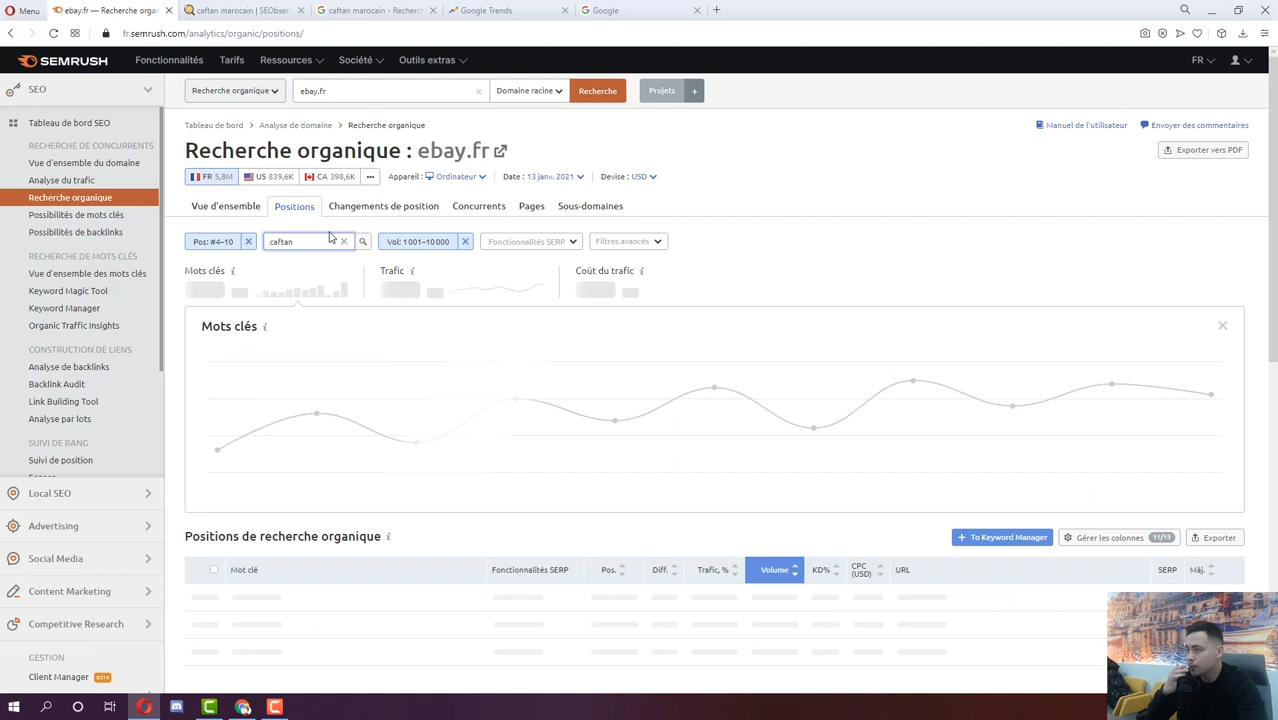 Menu
ebay.fr — Recherche organ
caftan marocain | SEObser
caftan marocain - Recherch
Google Trends
Google
fr.semrush.com/analytics/organic/positions/
SEMRUSH
Fonctionnalités
Tarifs
Ressources
Société
Outils extras
FR
SEO
Recherche organique
ebay.fr
Domaine racine
Recherche
Projets
+
Tableau de bord SEO
Tableau de bord > Analyse de domaine > Recherche organique
Manuel de l'utilisateur
Envoyer des commentaires
RECHERCHE DE CONCURRENTS
Vue d'ensemble du domaine
Analyse du trafic
Recherche organique
Possibilités de mots clés
Possibilités de backlinks
RECHERCHE DE MOTS CLÉS
Vue d'ensemble des mots clés
Keyword Magic Tool
Keyword Manager
Organic Traffic Insights
CONSTRUCTION DE LIENS
Analyse de backlinks
Backlink Audit
Link Building Tool
Analyse par lots
SUIVI DE RANG
Suivi de position
Local SEO
Advertising
Social Media
Content Marketing
Competitive Research
GESTION
Client Manager BETA
Recherche organique : ebay.fr
Exporter vers PDF
FR 5,8M
US 839,6K
CA 398,6K
Appareil : Ordinateur
Date : 13 janv. 2021
Devise : USD
Vue d'ensemble
Positions
Changements de position
Concurrents
Pages
Sous-domaines
Pos: #4–10
caftan
Vol: 1 001–10 000
Fonctionnalités SERP
Filtres avancés
Mots clés
Trafic
Coût du trafic
Mots clés
Positions de recherche organique
+ To Keyword Manager
Gérer les colonnes 11/15
Exporter
Mot clé
Fonctionnalités SERP
Pos.
Diff.
Trafic, %
Volume
KD%
CPC (USD)
URL
SERP
Màj.